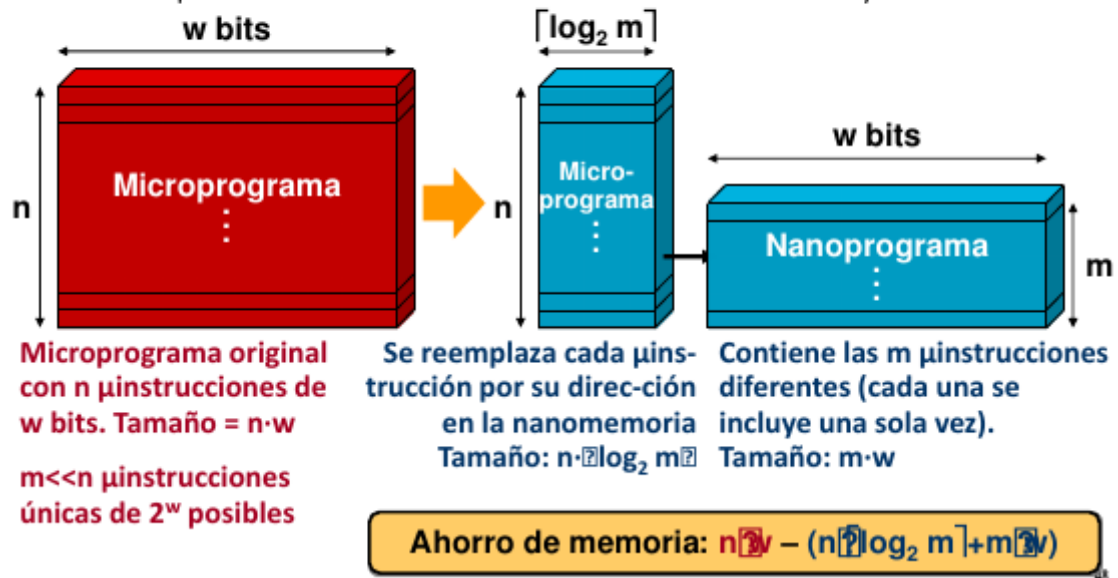 w bits
⌈log₂ m⌉
n
Microprograma
⋮
n
Micro-
programa
⋮
w bits
Nanoprograma
⋮
m
Microprograma original
con n µinstrucciones de
w bits. Tamaño = n·w
m<<n µinstrucciones
únicas de 2ʷ posibles
Se reemplaza cada µins-
trucción por su direc-ción
en la nanomemoria
Tamaño: n·⍰log₂ m⍰
Contiene las m µinstrucciones
diferentes (cada una se
incluye una sola vez).
Tamaño: m·w
Ahorro de memoria: n⍰w – (n⍰⌈log₂ m⌉+m⍰w)